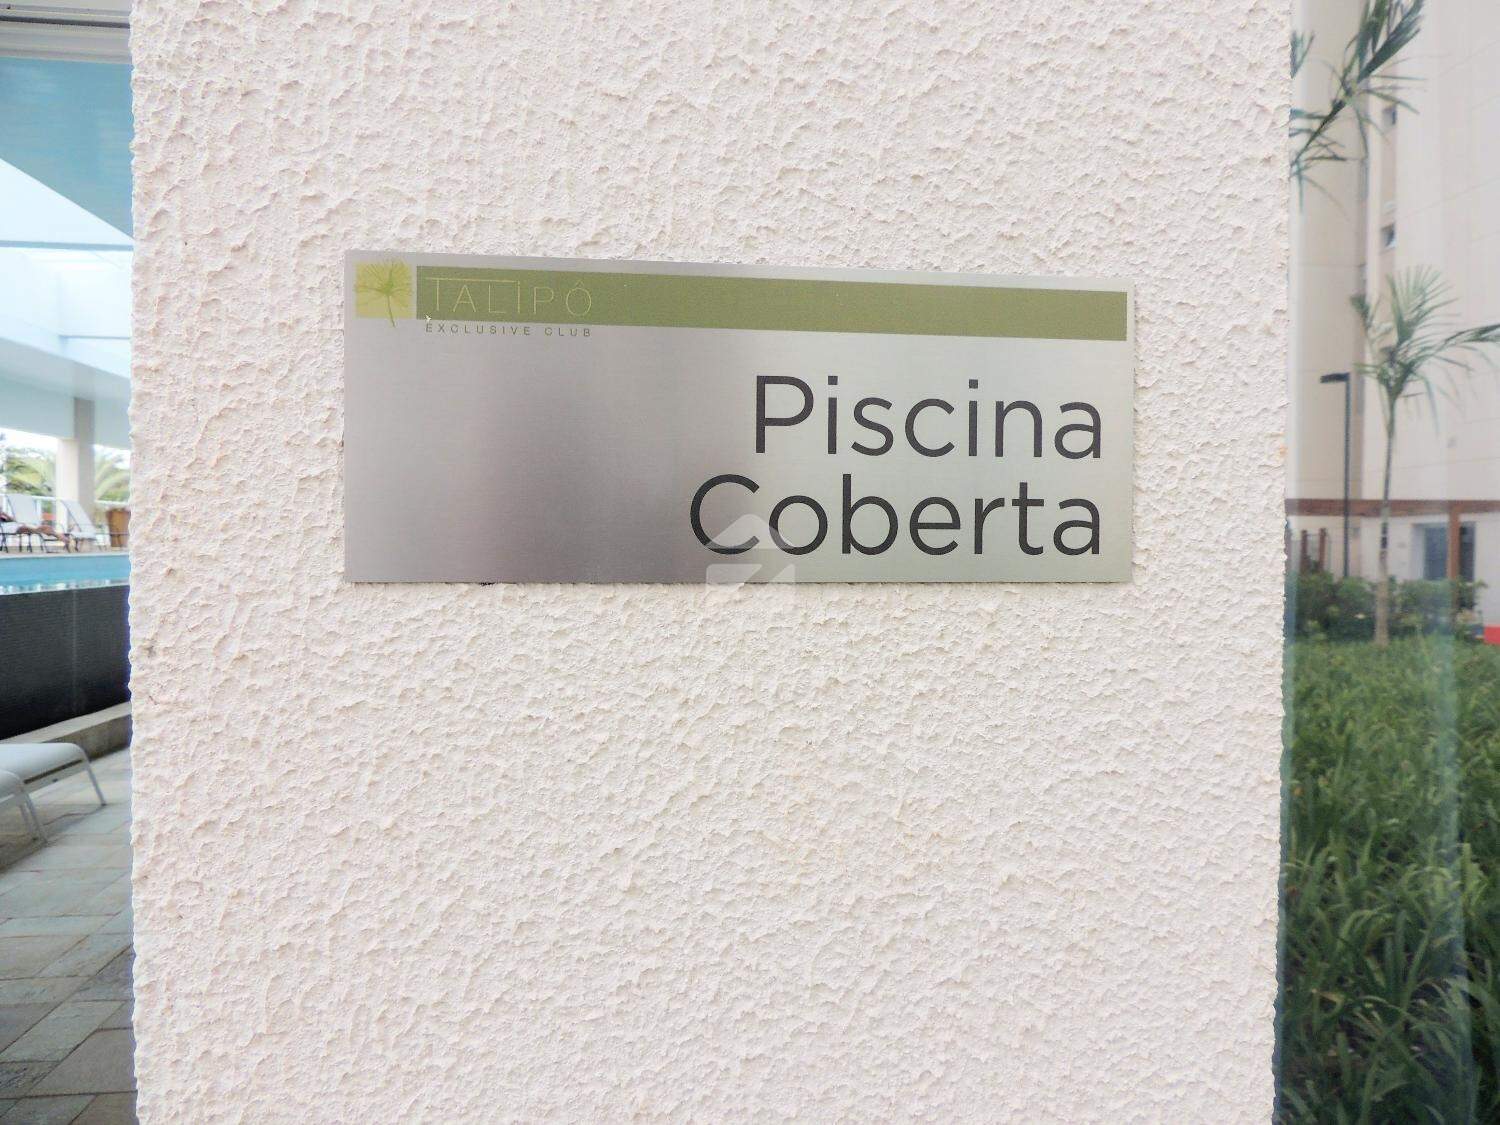 TALIPÔ
EXCLUSIVE CLUB
Piscina
Coberta